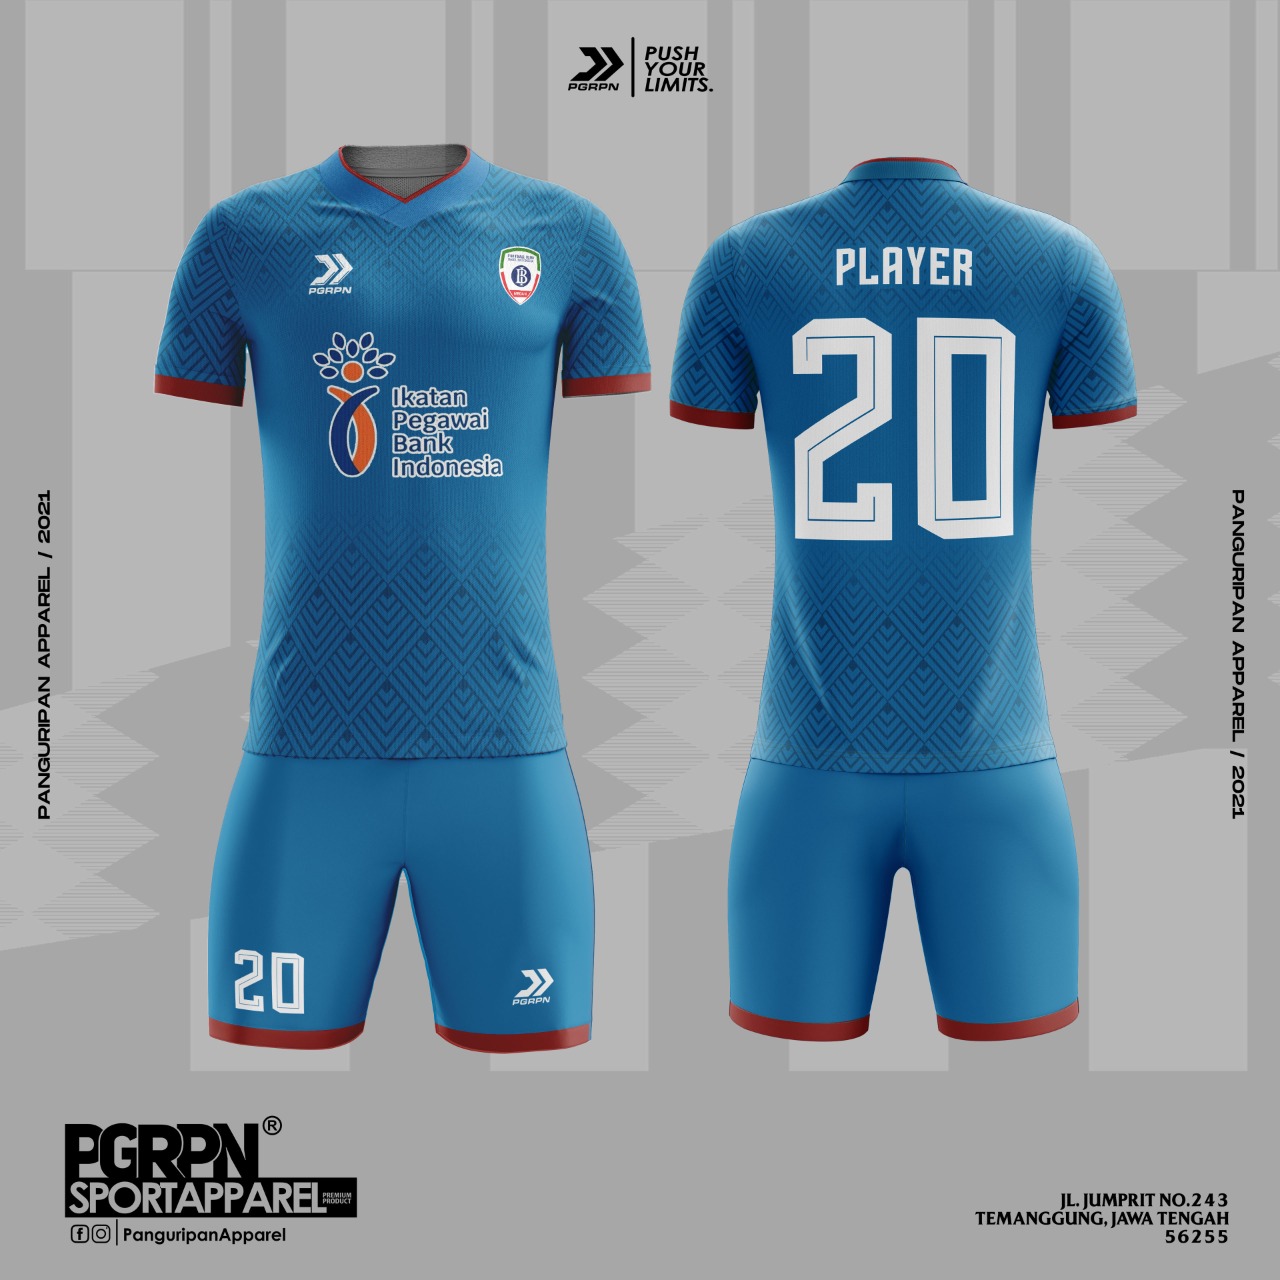 PGRPN
PUSH
YOUR
LIMITS.
PGRPN
PLAYER
20
Ikatan
Pegawai
Bank
Indonesia
PANGURIPAN APPAREL / 2021
PANGURIPAN APPAREL / 2021
20
PGRPN
PGRPN®
SPORTAPPAREL PREMIUM
PRODUCT
PanguripanApparel
JL. JUMPRIT NO.243
TEMANGGUNG, JAWA TENGAH
56255